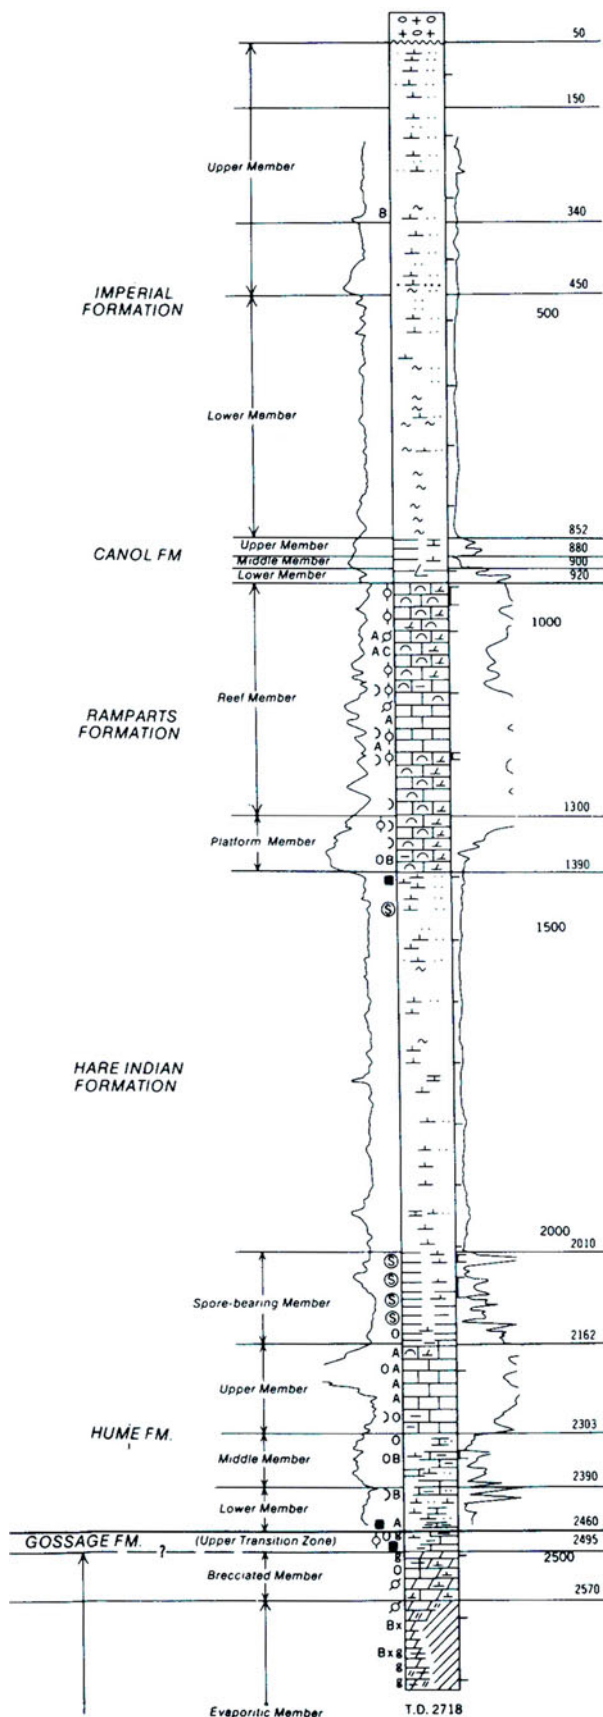 50
150
Upper Member
B
340
IMPERIAL
FORMATION
450
500
Lower Member
852
CANOL FM
Upper Member
880
Middle Member
900
Lower Member
920
1000
A
A C
Reef Member
RAMPARTS
FORMATION
A
A
1300
Platform Member
O B
1390
S
1500
HARE INDIAN
FORMATION
2000
2010
S
S
Spore-bearing Member
S
S
O
2162
A
O A
Upper Member
A
A
O
2303
HUME FM.
O
Middle Member
O B
2390
B
Lower Member
A
2460
GOSSAGE FM.
(Upper Transition Zone)
O g
2495
?
g
2500
Brecciated Member
O
2570
Bx
Bx g
g
g
Evaporitic Member
T.D. 2718